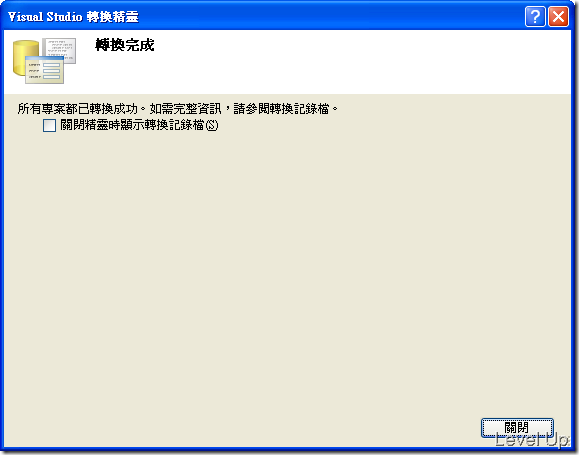 Visual Studio 轉換精靈
轉換完成
所有專案都已轉換成功。如需完整資訊，請參閱轉換記錄檔。
關閉精靈時顯示轉換記錄檔(S)
關閉
Level Up